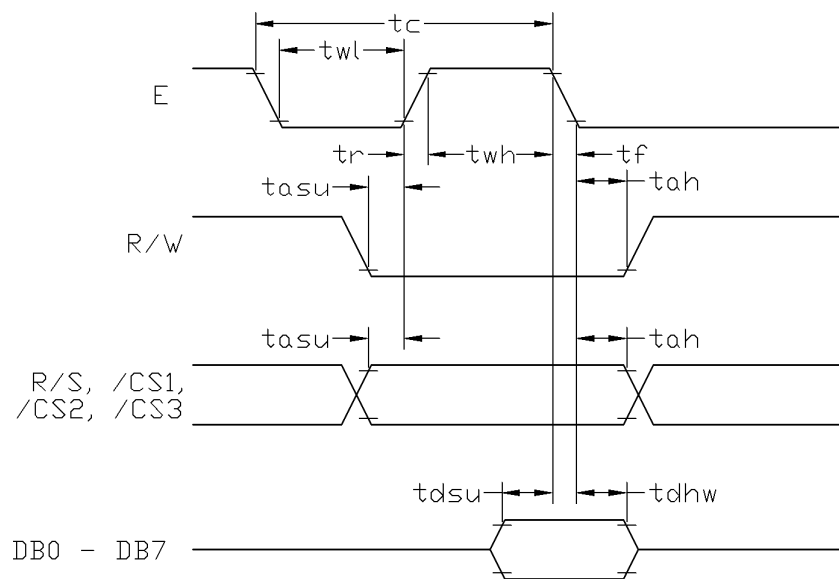 tc
twl
E
tr
twh
tf
tasu
tah
R/W
tasu
tah
R/S, /CS1,
/CS2, /CS3
tdsu
tdhw
DB0 - DB7